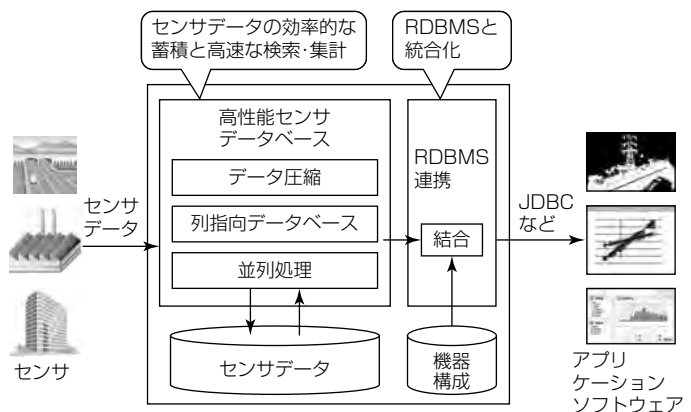 センサデータの効率的な
蓄積と高速な検索・集計
RDBMSと
統合化
高性能センサ
データベース
データ圧縮
列指向データベース
並列処理
RDBMS
連携
結合
センサ
データ
JDBC
など
センサデータ
機器
構成
センサ
アプリ
ケーション
ソフトウェア